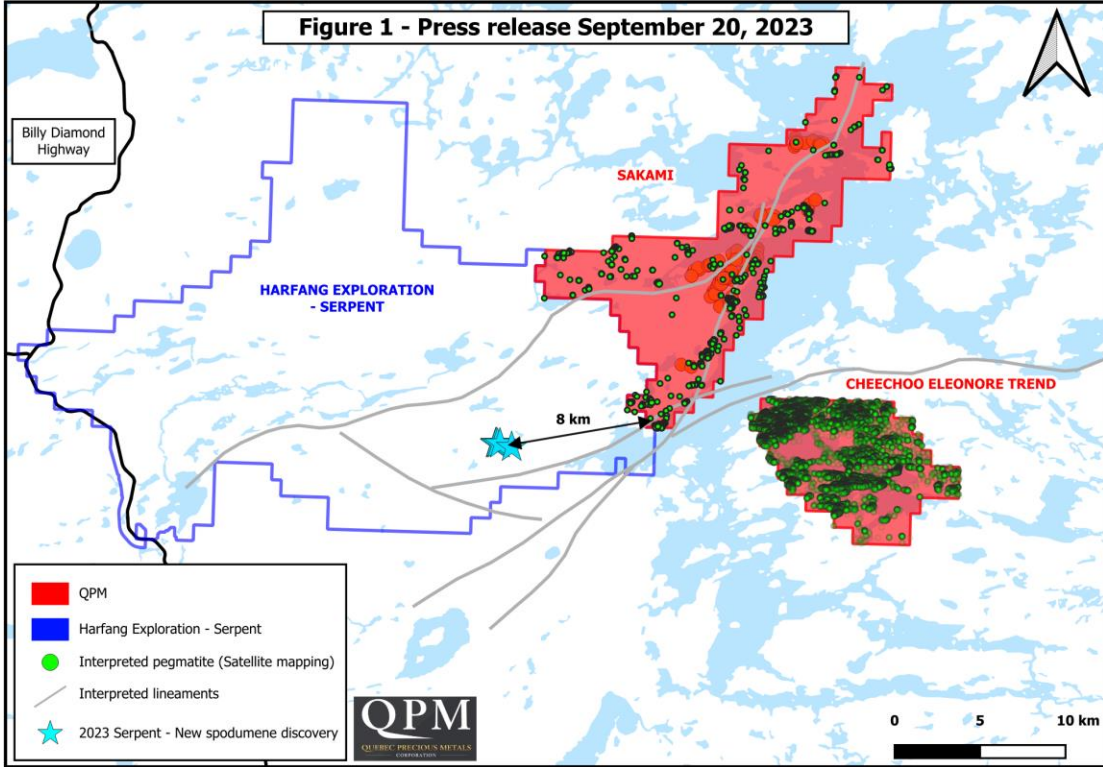 Figure 1 - Press release September 20, 2023
Billy Diamond
Highway
SAKAMI
HARFANG EXPLORATION
- SERPENT
CHEECHOO ELEONORE TREND
8 km
QPM
Harfang Exploration - Serpent
Interpreted pegmatite (Satellite mapping)
Interpreted lineaments
2023 Serpent - New spodumene discovery
QPM
QUEBEC PRECIOUS METALS
CORPORATION
0 5 10 km